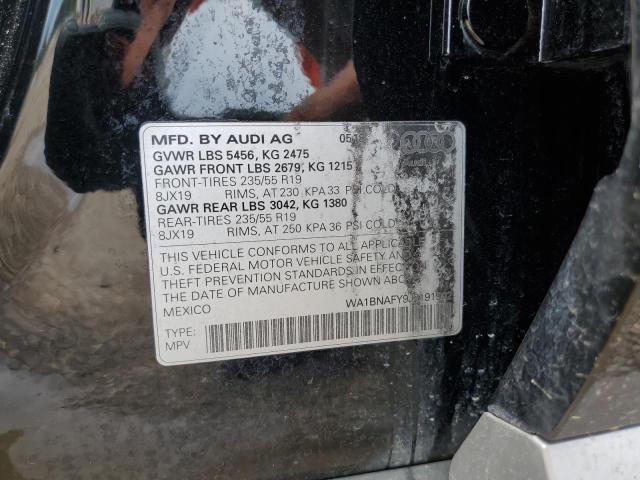 MFD. BY AUDI AG
GVWR LBS 5456, KG 2475
GAWR FRONT LBS 2679, KG 1215
FRONT-TIRES 235/55 R19
8JX19 RIMS, AT 230 KPA 33 PSI COLD
GAWR REAR LBS 3042, KG 1380
REAR-TIRES 235/55 R19
8JX19 RIMS, AT 250 KPA 36 PSI COLD
THIS VEHICLE CONFORMS TO ALL APPLICABLE
U.S. FEDERAL MOTOR VEHICLE SAFETY AND
THEFT PREVENTION STANDARDS IN EFFECT
THE DATE OF MANUFACTURE SHOWN
MEXICO
TYPE:
MPV